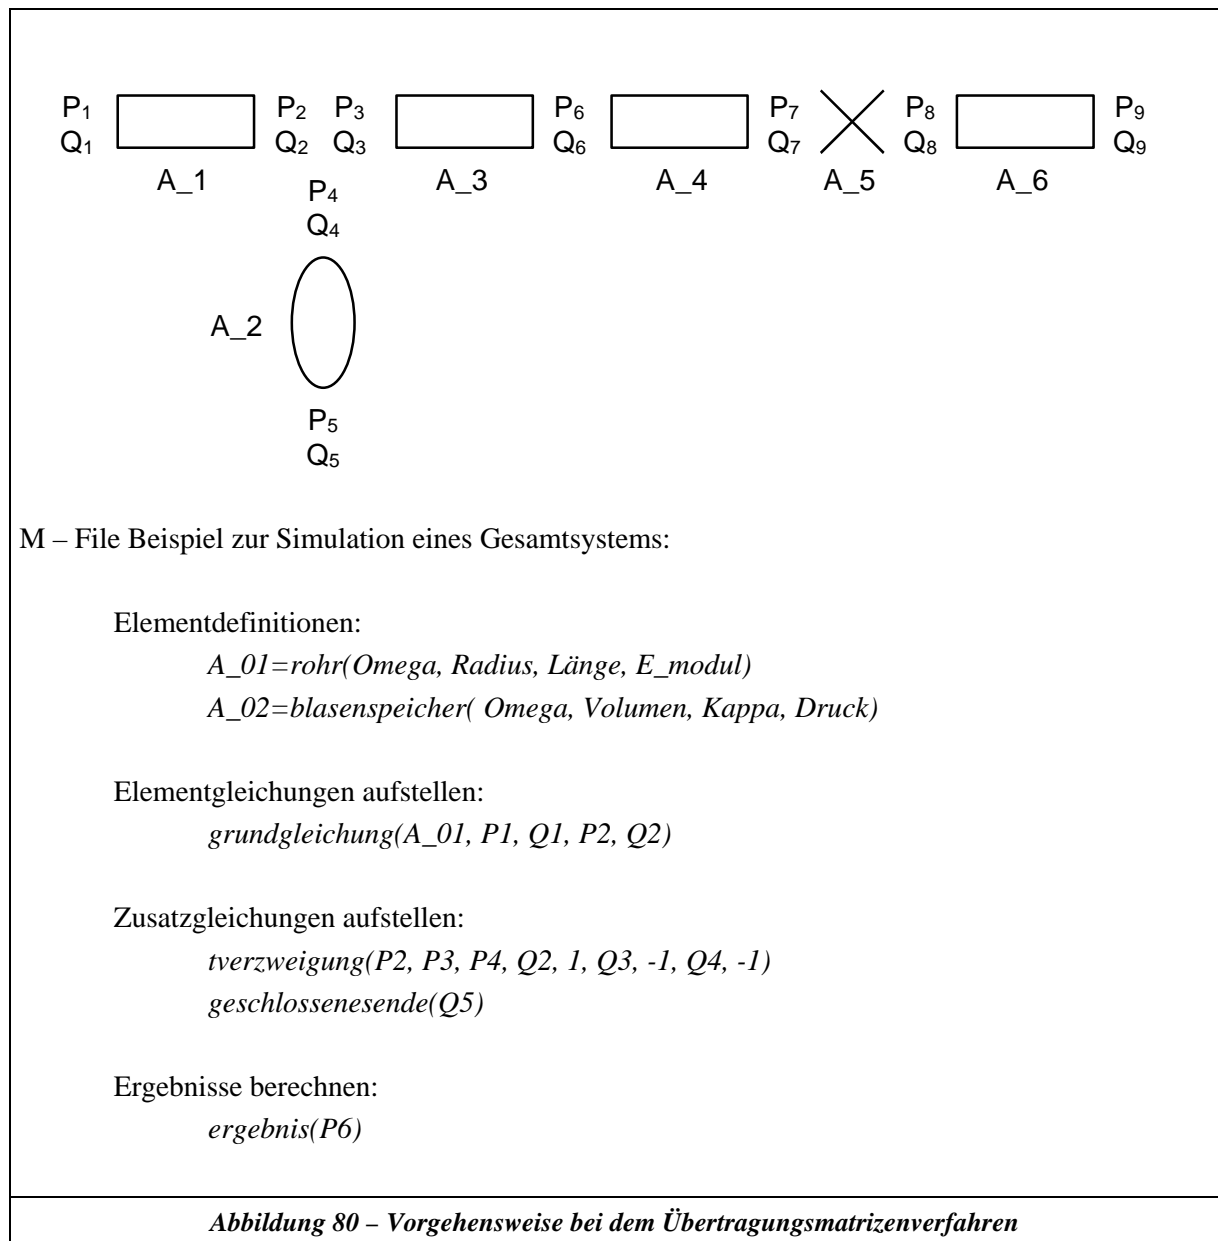 P1 P2 P3 P6 P7 P8 P9
Q1 Q2 Q3 Q6 Q7 Q8 Q9
A_1 A_3 A_4 A_5 A_6
P4
Q4
A_2
P5
Q5
M – File Beispiel zur Simulation eines Gesamtsystems:
Elementdefinitionen:
A_01=rohr(Omega, Radius, Länge, E_modul)
A_02=blasenspeicher( Omega, Volumen, Kappa, Druck)
Elementgleichungen aufstellen:
grundgleichung(A_01, P1, Q1, P2, Q2)
Zusatzgleichungen aufstellen:
tverzweigung(P2, P3, P4, Q2, 1, Q3, -1, Q4, -1)
geschlossenesende(Q5)
Ergebnisse berechnen:
ergebnis(P6)
Abbildung 80 – Vorgehensweise bei dem Übertragungsmatrizenverfahren